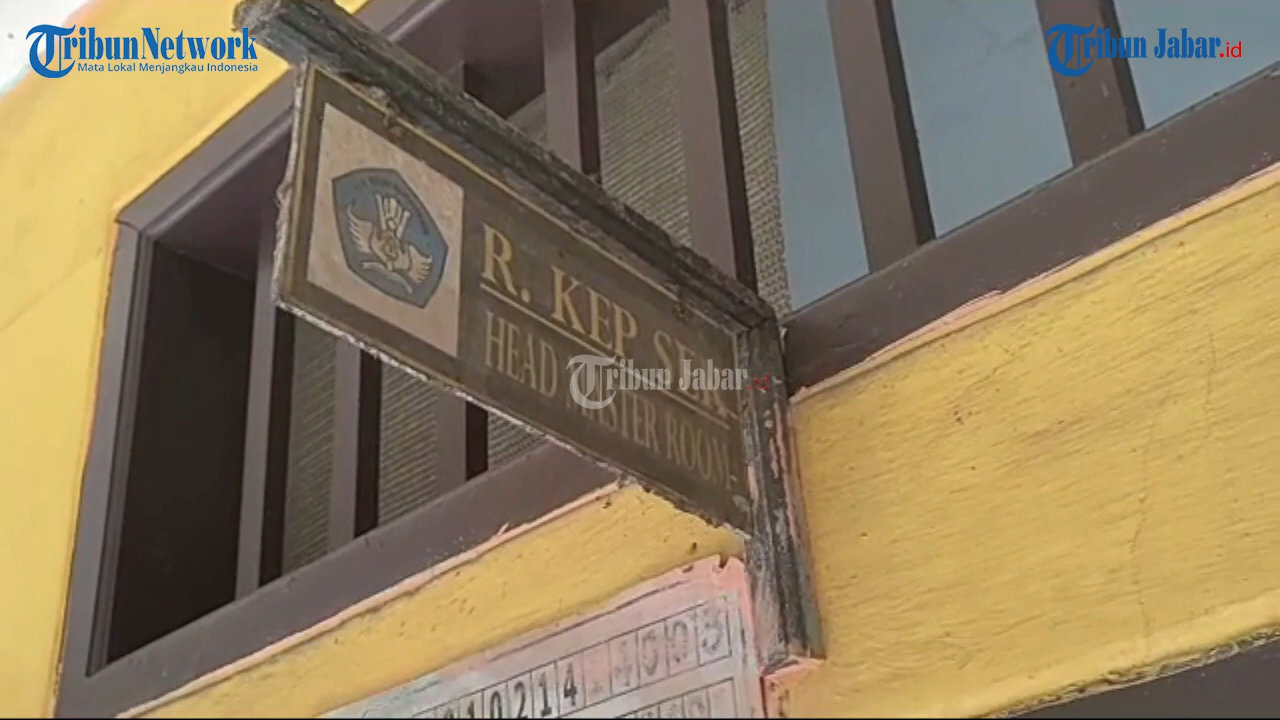 TribunNetwork
Mata Lokal Menjangkau Indonesia
Tribun Jabar.id
R. KEP SEK
HEAD MASTER ROOM
Tribun Jabar.id